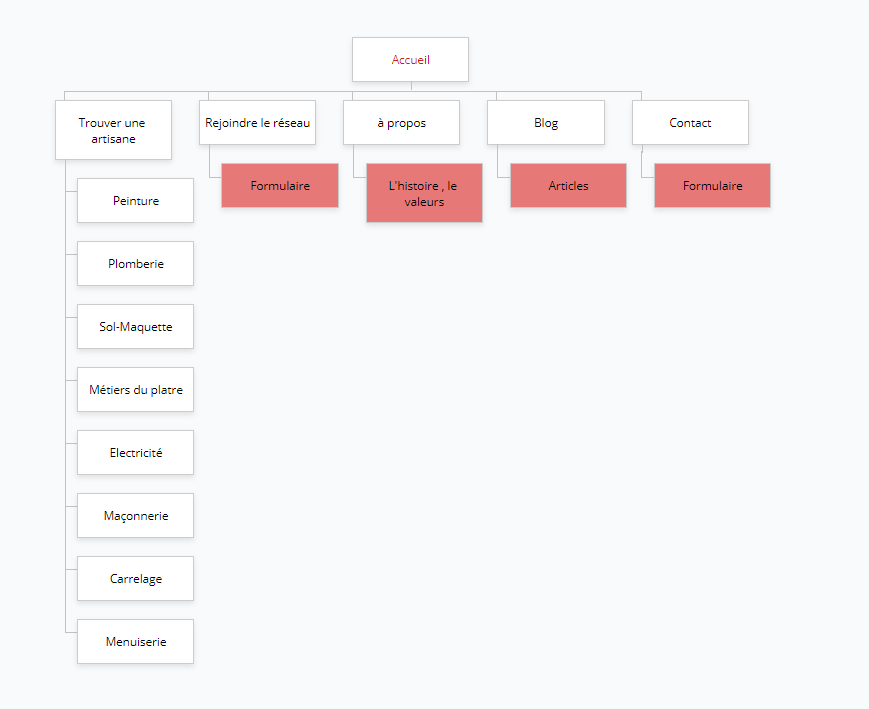 Accueil
Trouver une
artisane
Rejoindre le réseau
à propos
Blog
Contact
Formulaire
L'histoire , le
valeurs
Articles
Formulaire
Peinture
Plomberie
Sol-Maquette
Métiers du platre
Electricité
Maçonnerie
Carrelage
Menuiserie